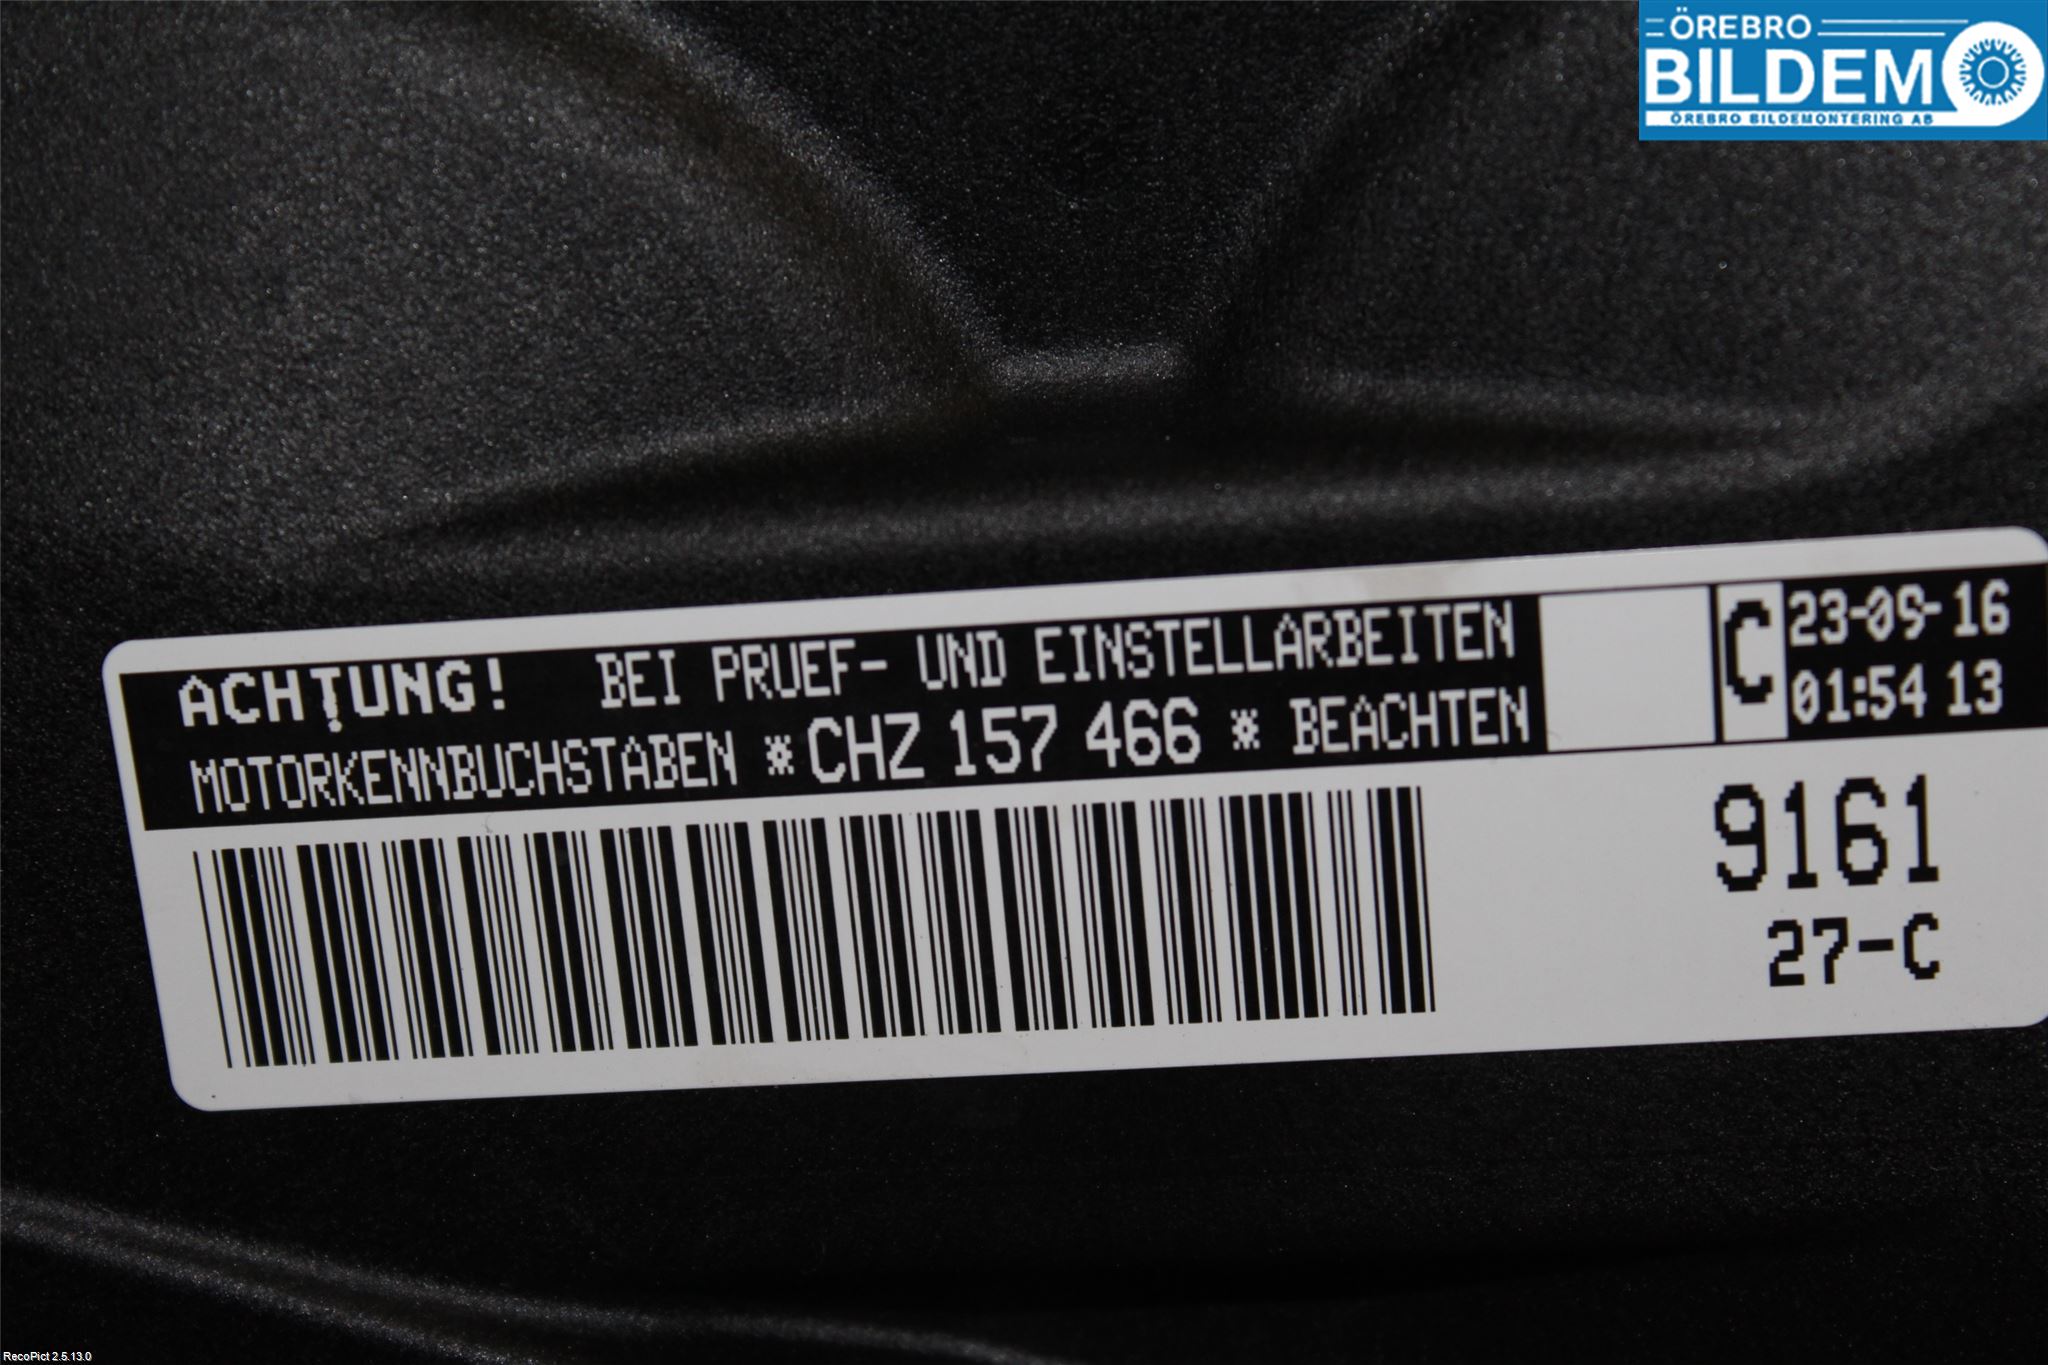 ÖREBRO
BILDEMO
ÖREBRO BILDEMONTERING AB
ACHTUNG! BEI PRUEF- UND EINSTELLARBEITEN
MOTORKENNBUCHSTABEN *CHZ 157 466 * BEACHTEN
C
23-09-16
01:54 13
9161
27-C
RecoPict 2.5.13.0